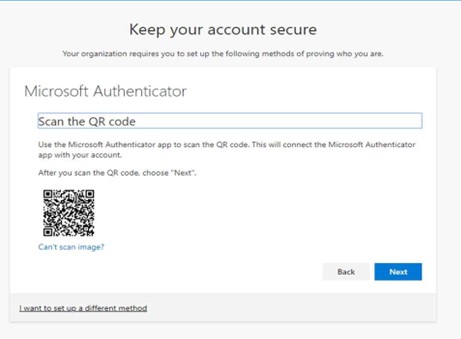 Keep your account secure
Your organization requires you to set up the following methods of proving who you are.
Microsoft Authenticator
Scan the QR code
Use the Microsoft Authenticator app to scan the QR code. This will connect the Microsoft Authenticator
app with your account.
After you scan the QR code, choose "Next".
Can't scan image?
Back Next
I want to set up a different method